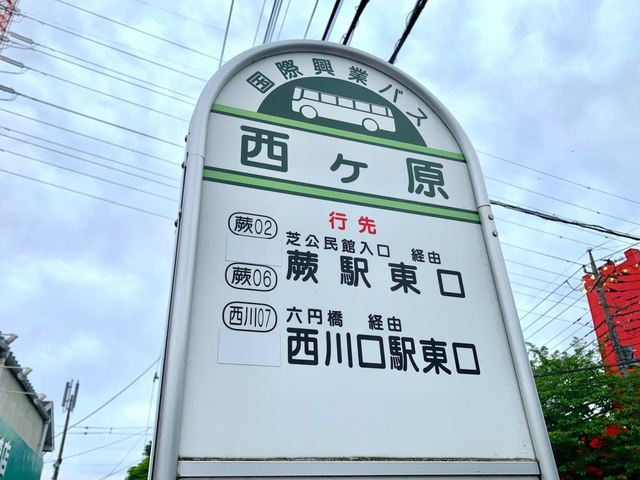 国際興業バス
西ヶ原
行先
蕨02
芝公民館入口 経由
蕨06
蕨駅東口
西川07
六円橋 経由
西川口駅東口
店